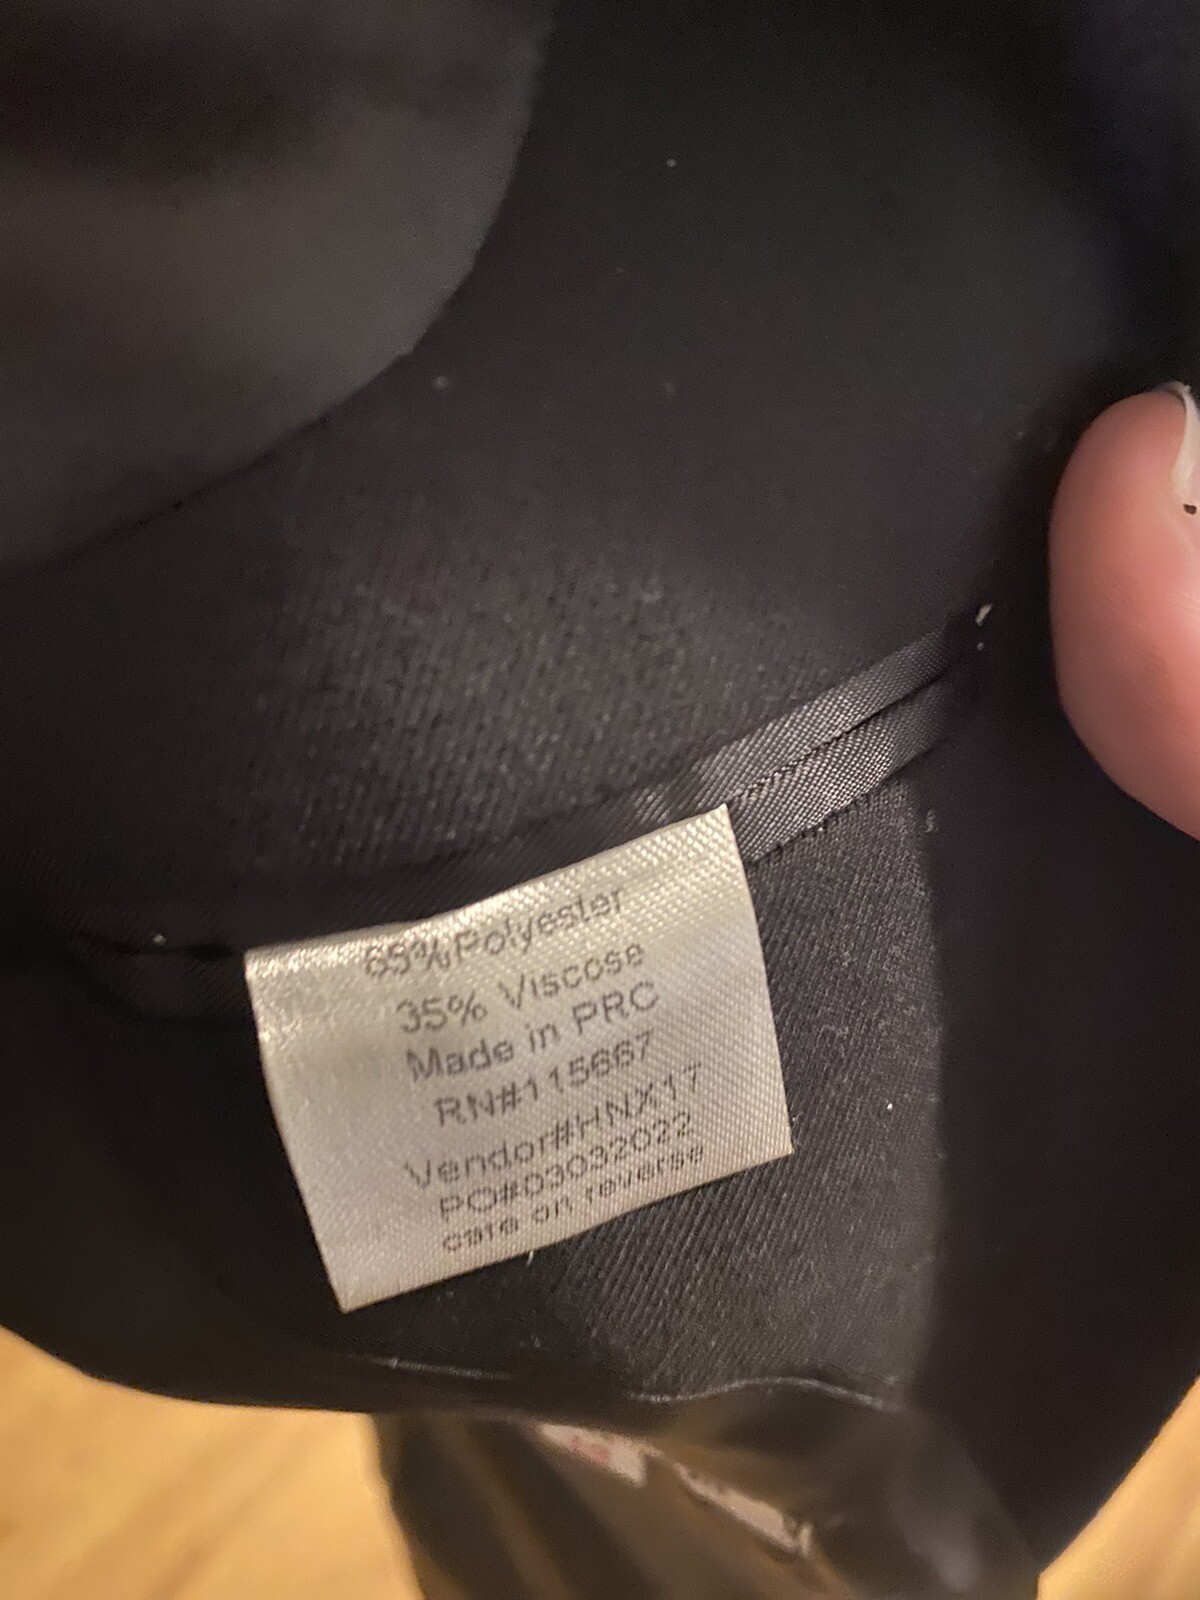 65% Polyester
35% Viscose
Made in PRC
RN#115667
Vendor#HNX17
PO#03032022
care on reverse